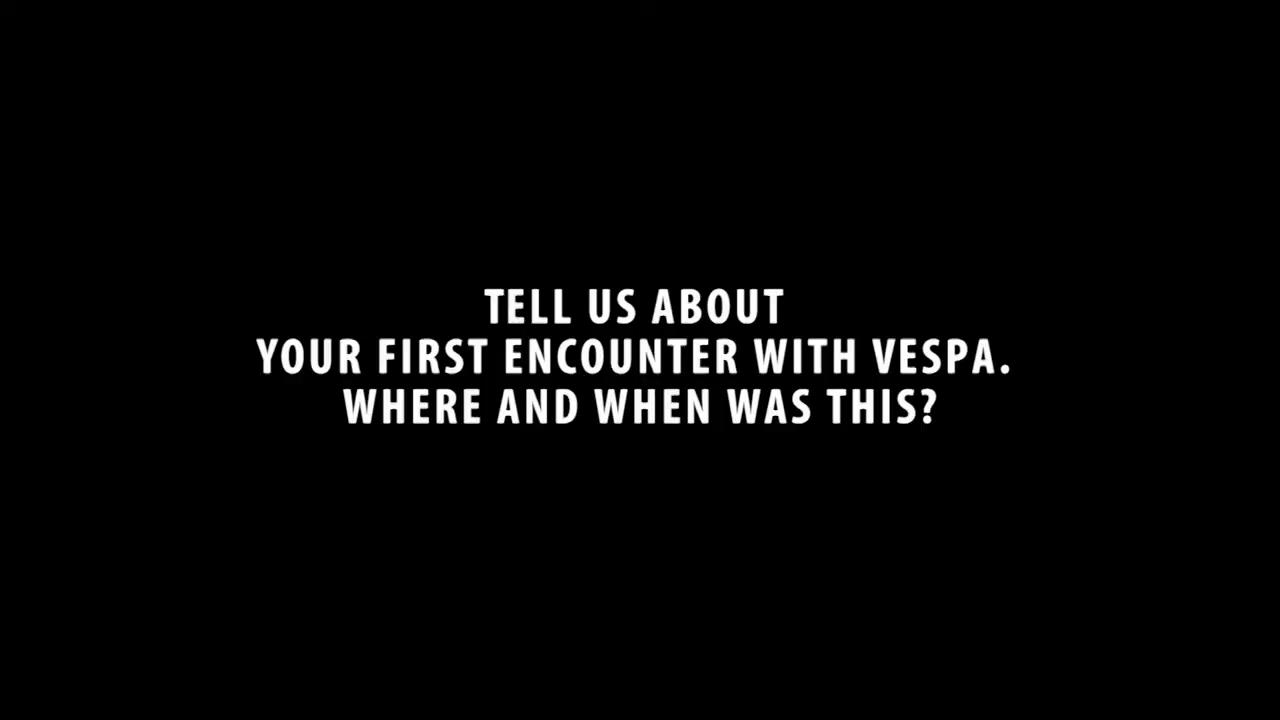 TELL US ABOUT
YOUR FIRST ENCOUNTER WITH VESPA.
WHERE AND WHEN WAS THIS?